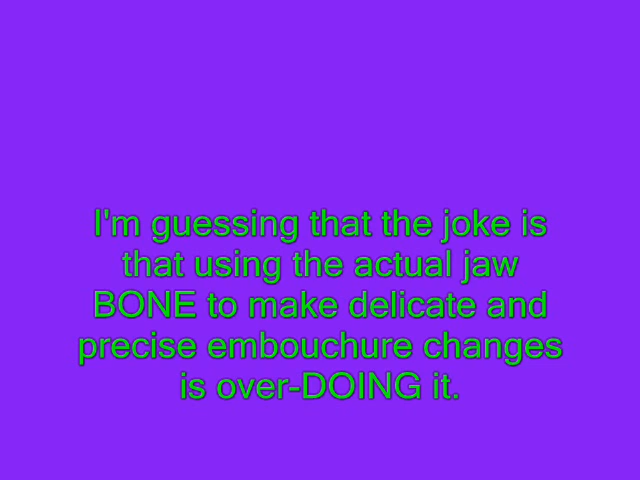 I'm guessing that the joke is
that using the actual jaw
BONE to make delicate and
precise embouchure changes
is over-DOING it.